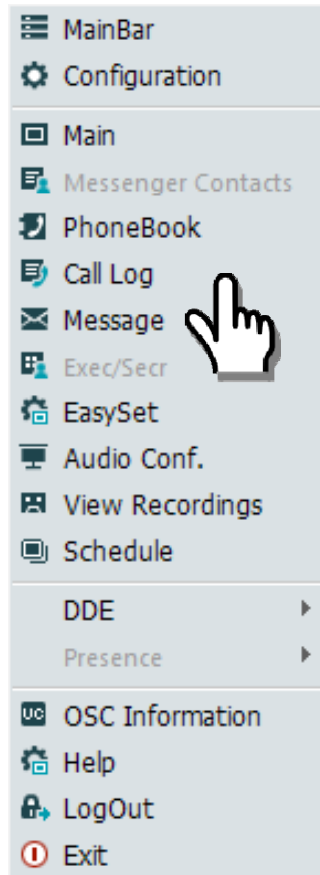 MainBar
Configuration
Main
Messenger Contacts
PhoneBook
Call Log
Message
Exec/Secr
EasySet
Audio Conf.
View Recordings
Schedule
DDE
Presence
UC OSC Information
Help
LogOut
Exit